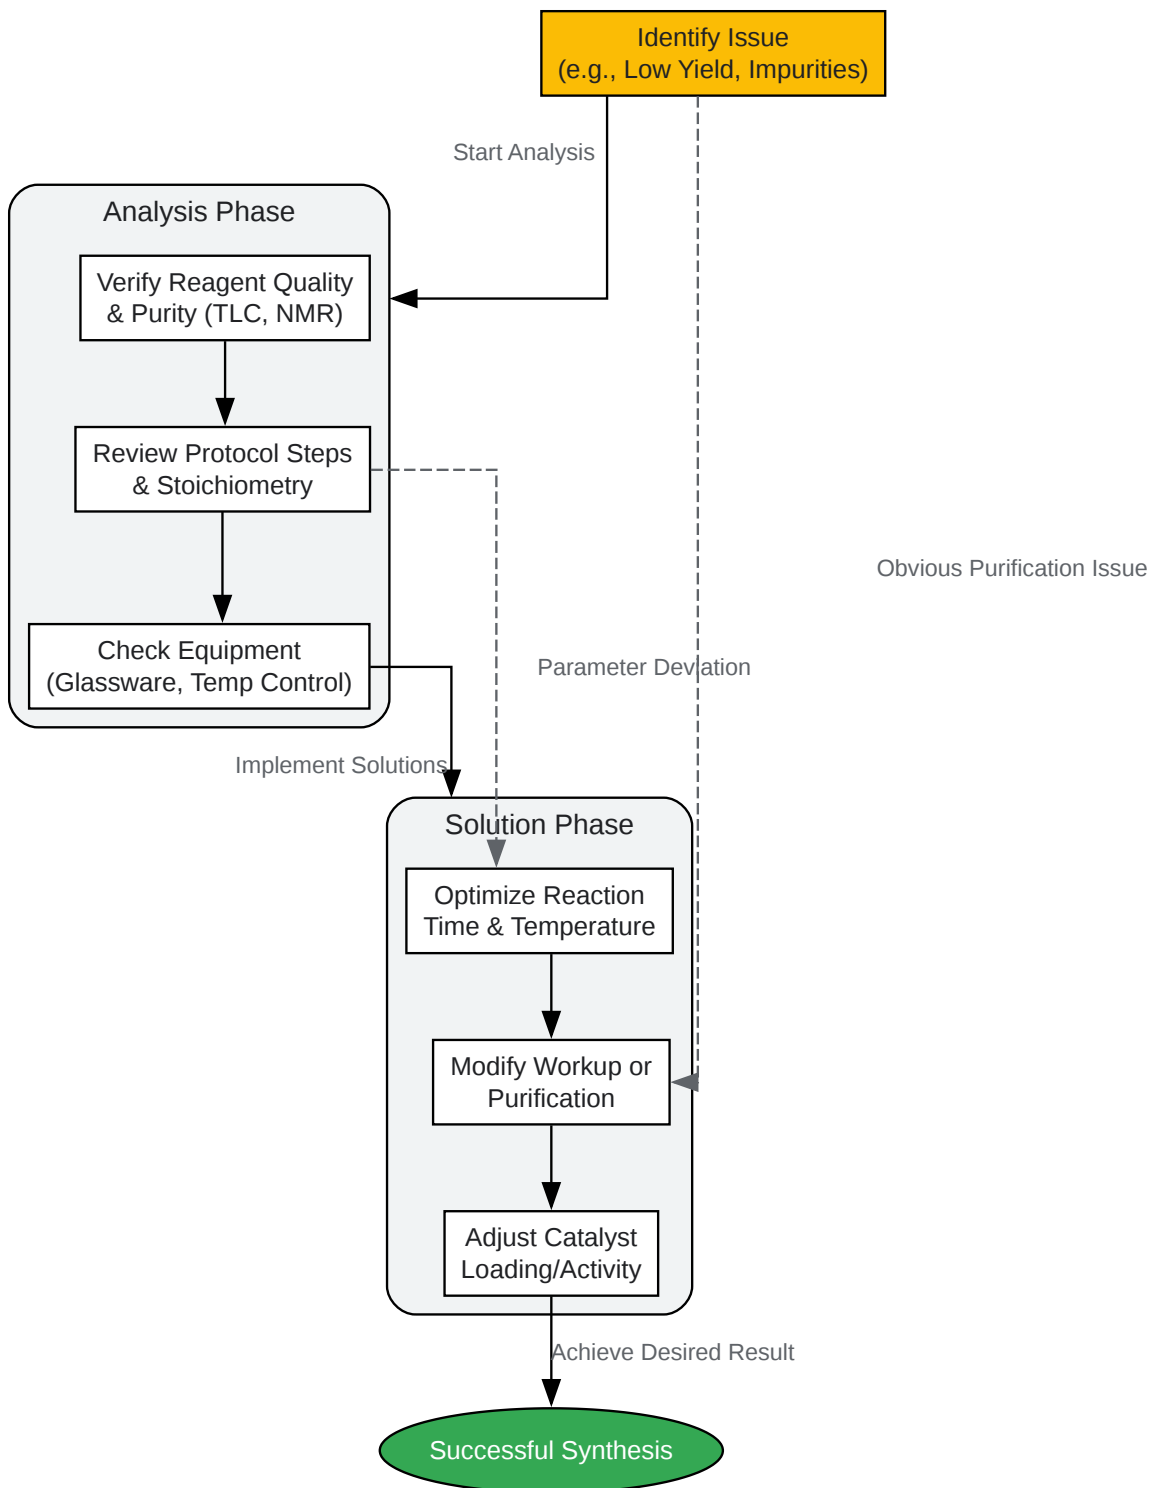 Identify Issue
(e.g., Low Yield, Impurities)
Start Analysis
Analysis Phase
Verify Reagent Quality
& Purity (TLC, NMR)
Review Protocol Steps
& Stoichiometry
Obvious Purification Issue
Check Equipment
(Glassware, Temp Control)
Parameter Deviation
Implement Solutions
Solution Phase
Optimize Reaction
Time & Temperature
Modify Workup or
Purification
Adjust Catalyst
Loading/Activity
Achieve Desired Result
Successful Synthesis